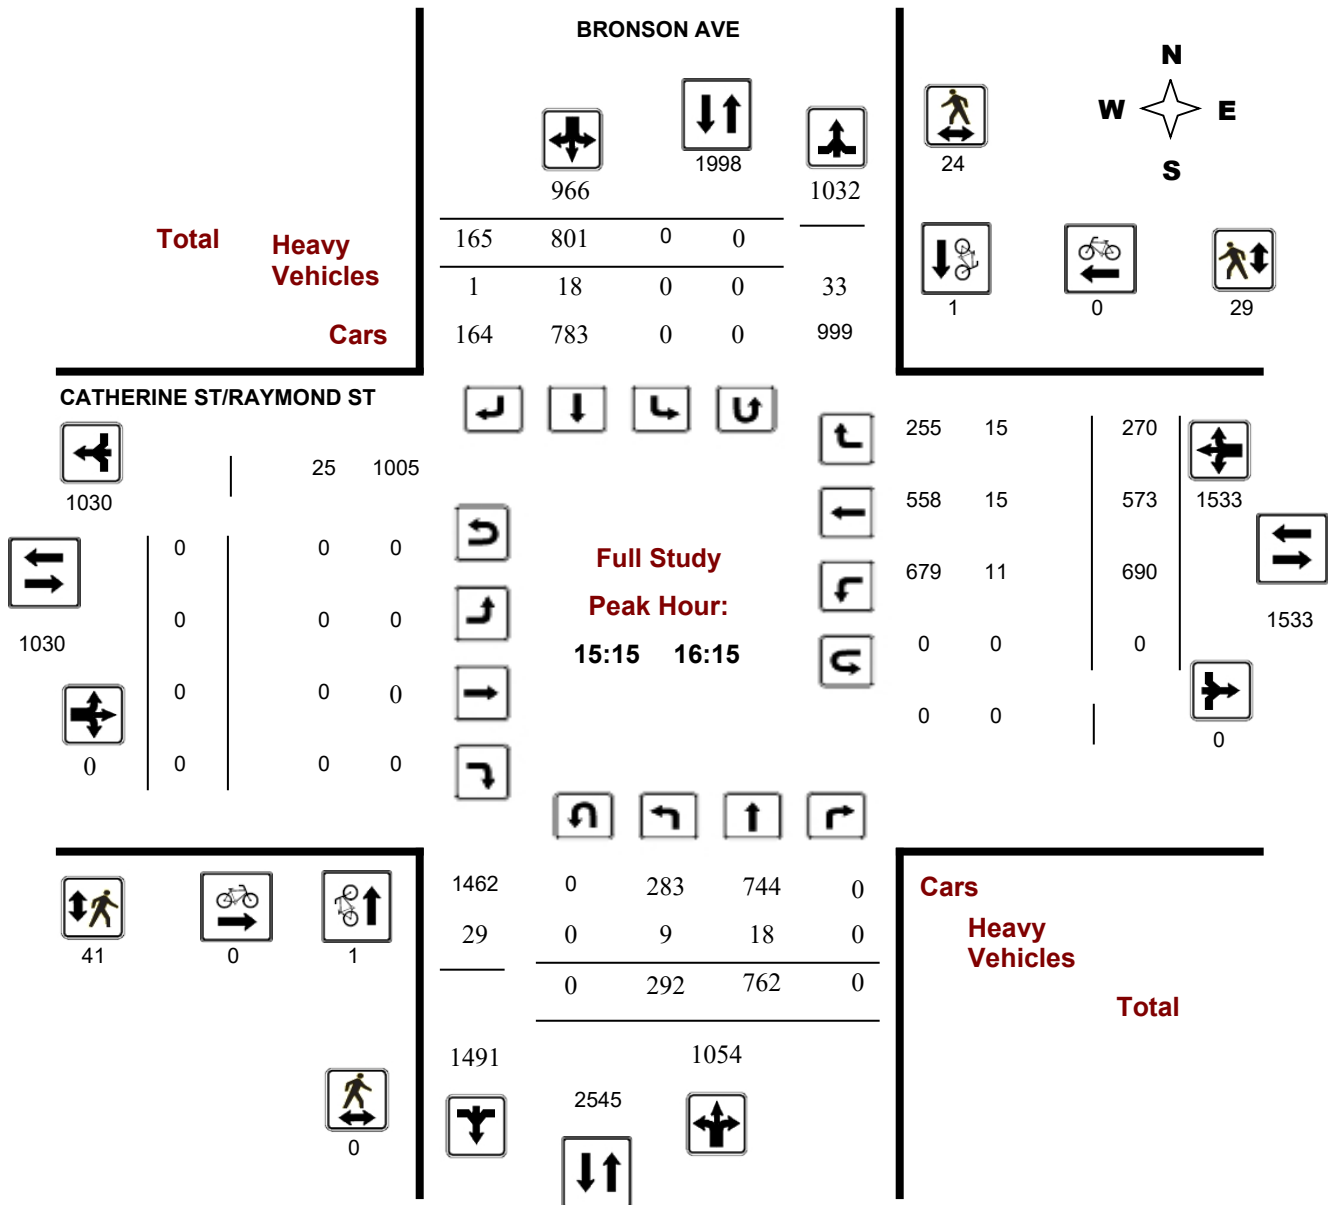 BRONSON AVE
N
W E
S
1998
24
966 1032
Total Heavy Vehicles
165 801 0 0
1 18 0 0 33
1 0 29
Cars 164 783 0 0 999
CATHERINE ST/RAYMOND ST
255 15 270
25 1005
1030
558 15 573 1533
0 0 0
Full Study
679 11 690
Peak Hour:
0 0 0
1533
1030
15:15 16:15
0 0 0
0 0 0
0 0
0
0 0 0 0
1462 0 283 744 0
Cars
29 0 9 18 0
Heavy
Vehicles
41 0 1
0 292 762 0
Total
1491 1054
2545
0